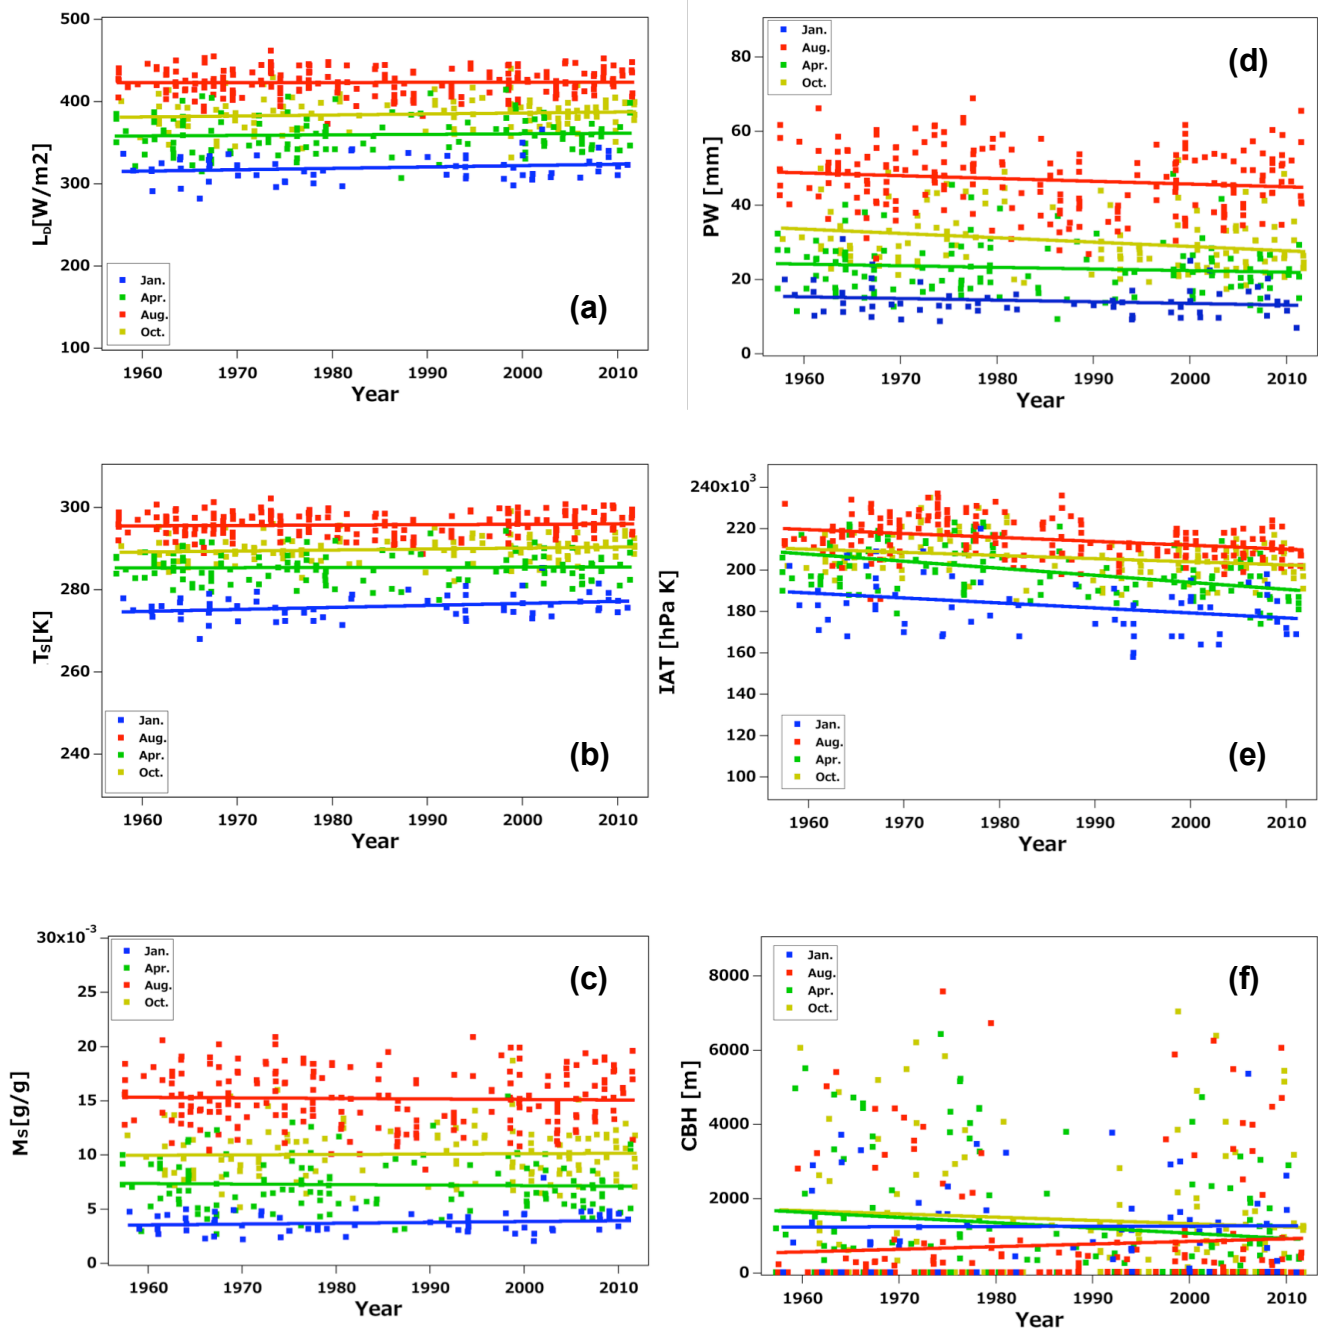 500
400
300
200
100
L_D[W/m2]
Jan.
Apr.
Aug.
Oct.
(a)
1960 1970 1980 1990 2000 2010
Year
80
60
40
20
0
PW [mm]
Jan.
Aug.
Apr.
Oct.
(d)
1960 1970 1980 1990 2000 2010
Year
300
280
260
240
Ts[K]
Jan.
Aug.
Apr.
Oct.
(b)
1960 1970 1980 1990 2000 2010
Year
240x10³
220
200
180
160
140
120
100
IAT [hPa K]
Jan.
Aug.
Apr.
Oct.
(e)
1960 1970 1980 1990 2000 2010
Year
30x10⁻³
25
20
15
10
5
0
Ms[g/g]
Jan.
Apr.
Aug.
Oct.
(c)
1960 1970 1980 1990 2000 2010
Year
8000
6000
4000
2000
0
CBH [m]
Jan.
Aug.
Apr.
Oct.
(f)
1960 1970 1980 1990 2000 2010
Year